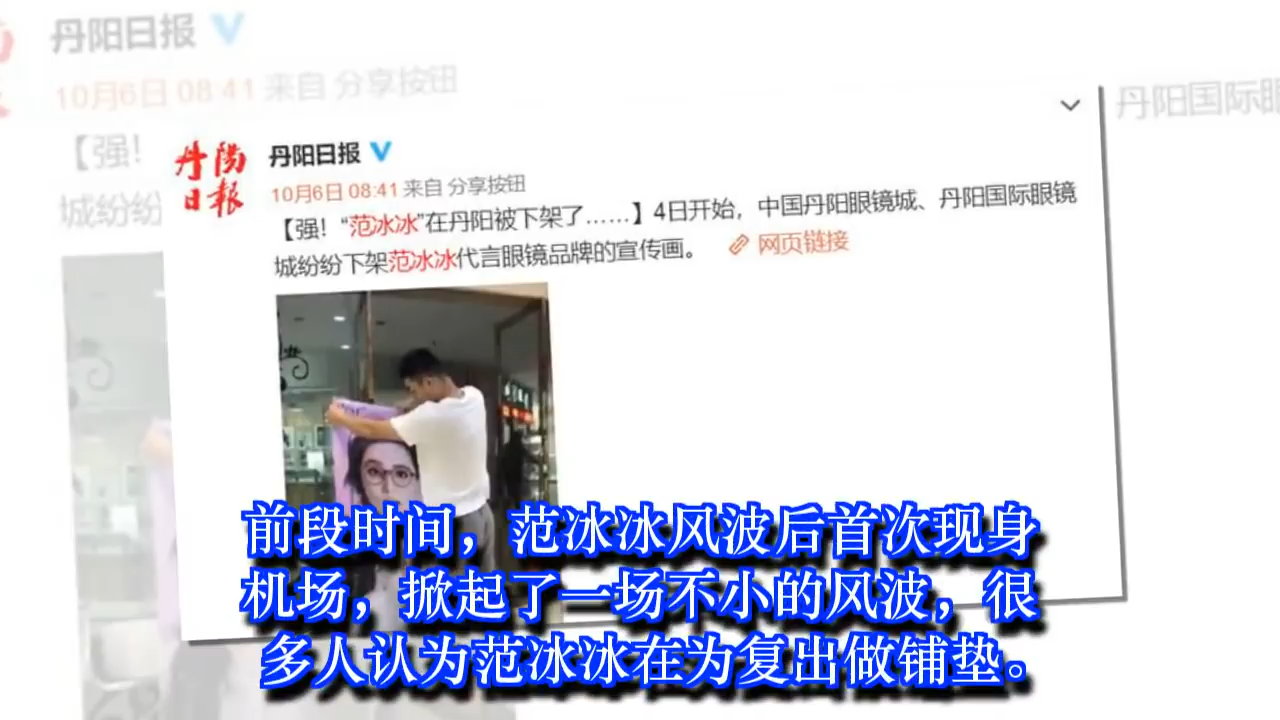 丹阳日报
10月6日 08:41 来自 分享按钮
丹阳国际眼
【强!
城纷纷
丹阳日报
丹阳日报
10月6日 08:41 来自 分享按钮
【强！“范冰冰”在丹阳被下架了……】4日开始，中国丹阳眼镜城、丹阳国际眼镜
城纷纷下架范冰冰代言眼镜品牌的宣传画。 网页链接
前段时间，范冰冰风波后首次现身
机场，掀起了一场不小的风波，很
多人认为范冰冰在为复出做铺垫。